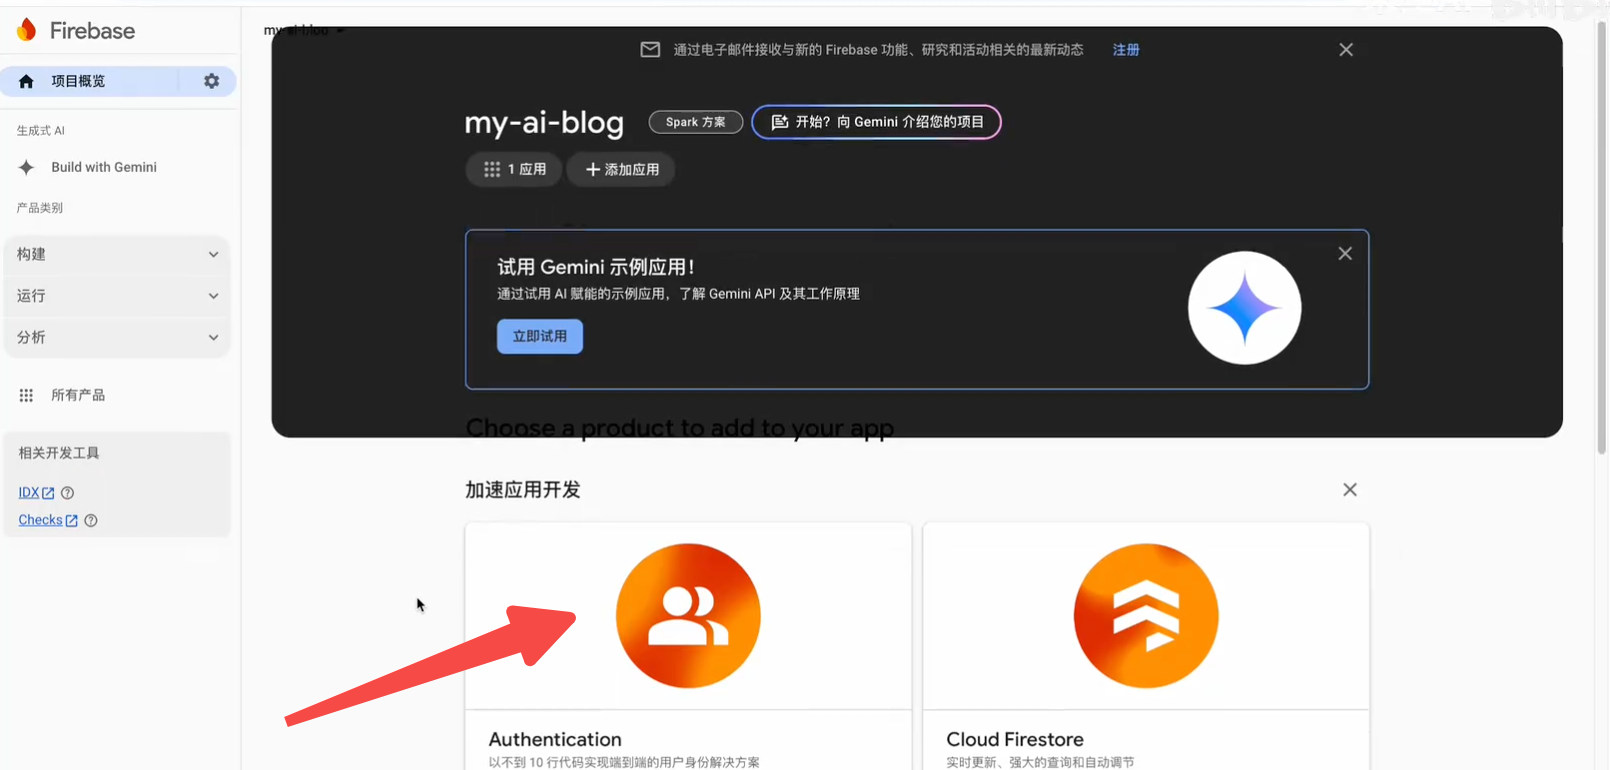 Firebase
my-ai-blog
通过电子邮件接收与新的 Firebase 功能、研究和活动相关的最新动态
注册
项目概览
生成式 AI
Build with Gemini
产品类别
构建
运行
分析
所有产品
相关开发工具
IDX
Checks
my-ai-blog
Spark 方案
开始？向 Gemini 介绍您的项目
1 应用
添加应用
试用 Gemini 示例应用！
通过试用 AI 赋能的示例应用，了解 Gemini API 及其工作原理
立即试用
Choose a product to add to your app
加速应用开发
Authentication
以不到 10 行代码实现端到端的用户身份解决方案
Cloud Firestore
实时更新、强大的查询和自动调节